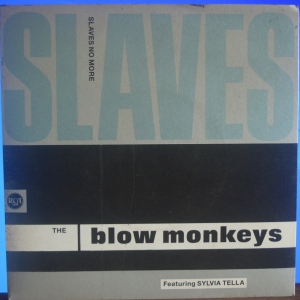 SLAVES
SLAVES NO MORE
RCA
THE blow monkeys
Featuring SYLVIA TELLA